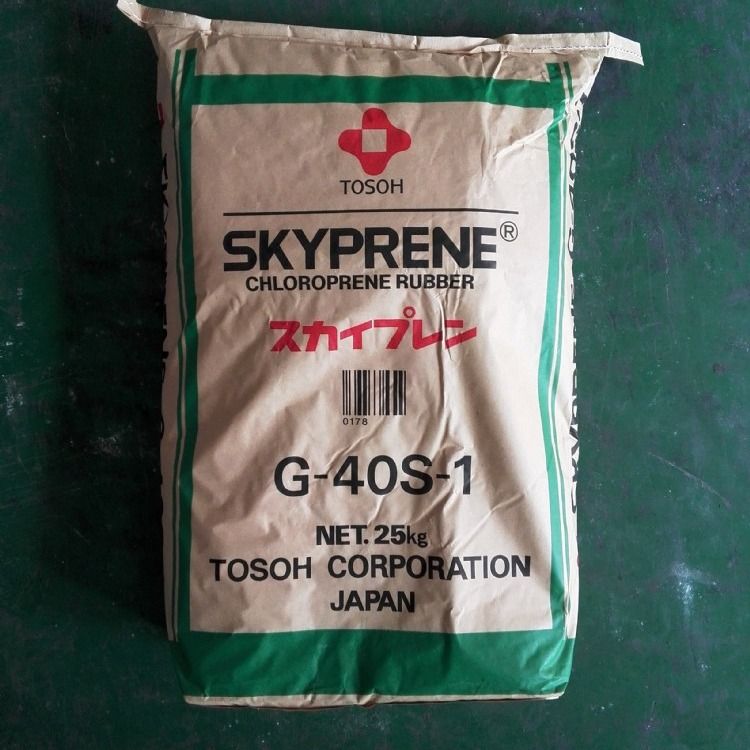 TOSOH
SKYPRENE®
CHLOROPRENE RUBBER
スカイプレン
0178
G-40S-1
NET. 25kg
TOSOH CORPORATION
JAPAN